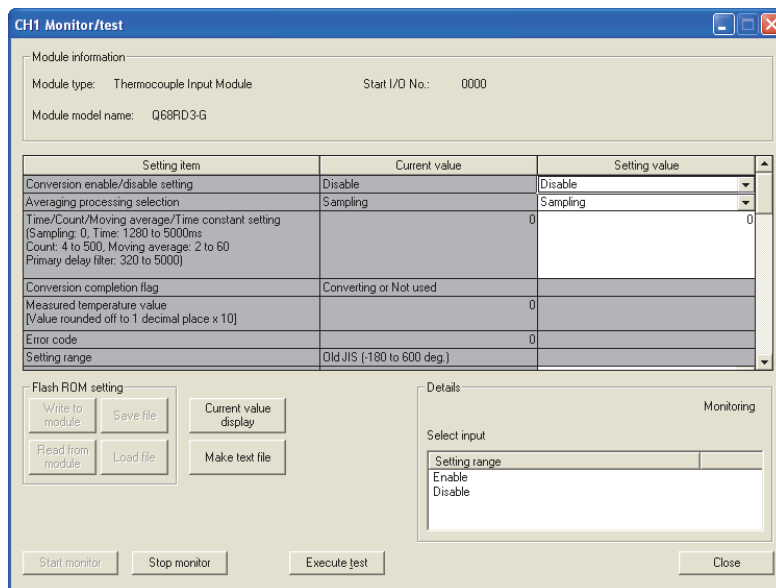 CH1 Monitor/test
Module information
Module type: Thermocouple Input Module Start I/O No.: 0000
Module model name: Q68RD3-G
Setting item Current value Setting value
Conversion enable/disable setting Disable Disable
Averaging processing selection Sampling Sampling
Time/Count/Moving average/Time constant setting 0 0
(Sampling: 0, Time: 1280 to 5000ms
Count: 4 to 500, Moving average: 2 to 60
Primary delay filter: 320 to 5000)
Conversion completion flag Converting or Not used
Measured temperature value 0
[Value rounded off to 1 decimal place x 10]
Error code 0
Setting range Old JIS (-180 to 600 deg.)
Flash ROM setting
Write to
module
Save file
Current value
display
Read from
module
Load file
Make text file
Details
Monitoring
Select input
Setting range
Enable
Disable
Start monitor Stop monitor Execute test Close